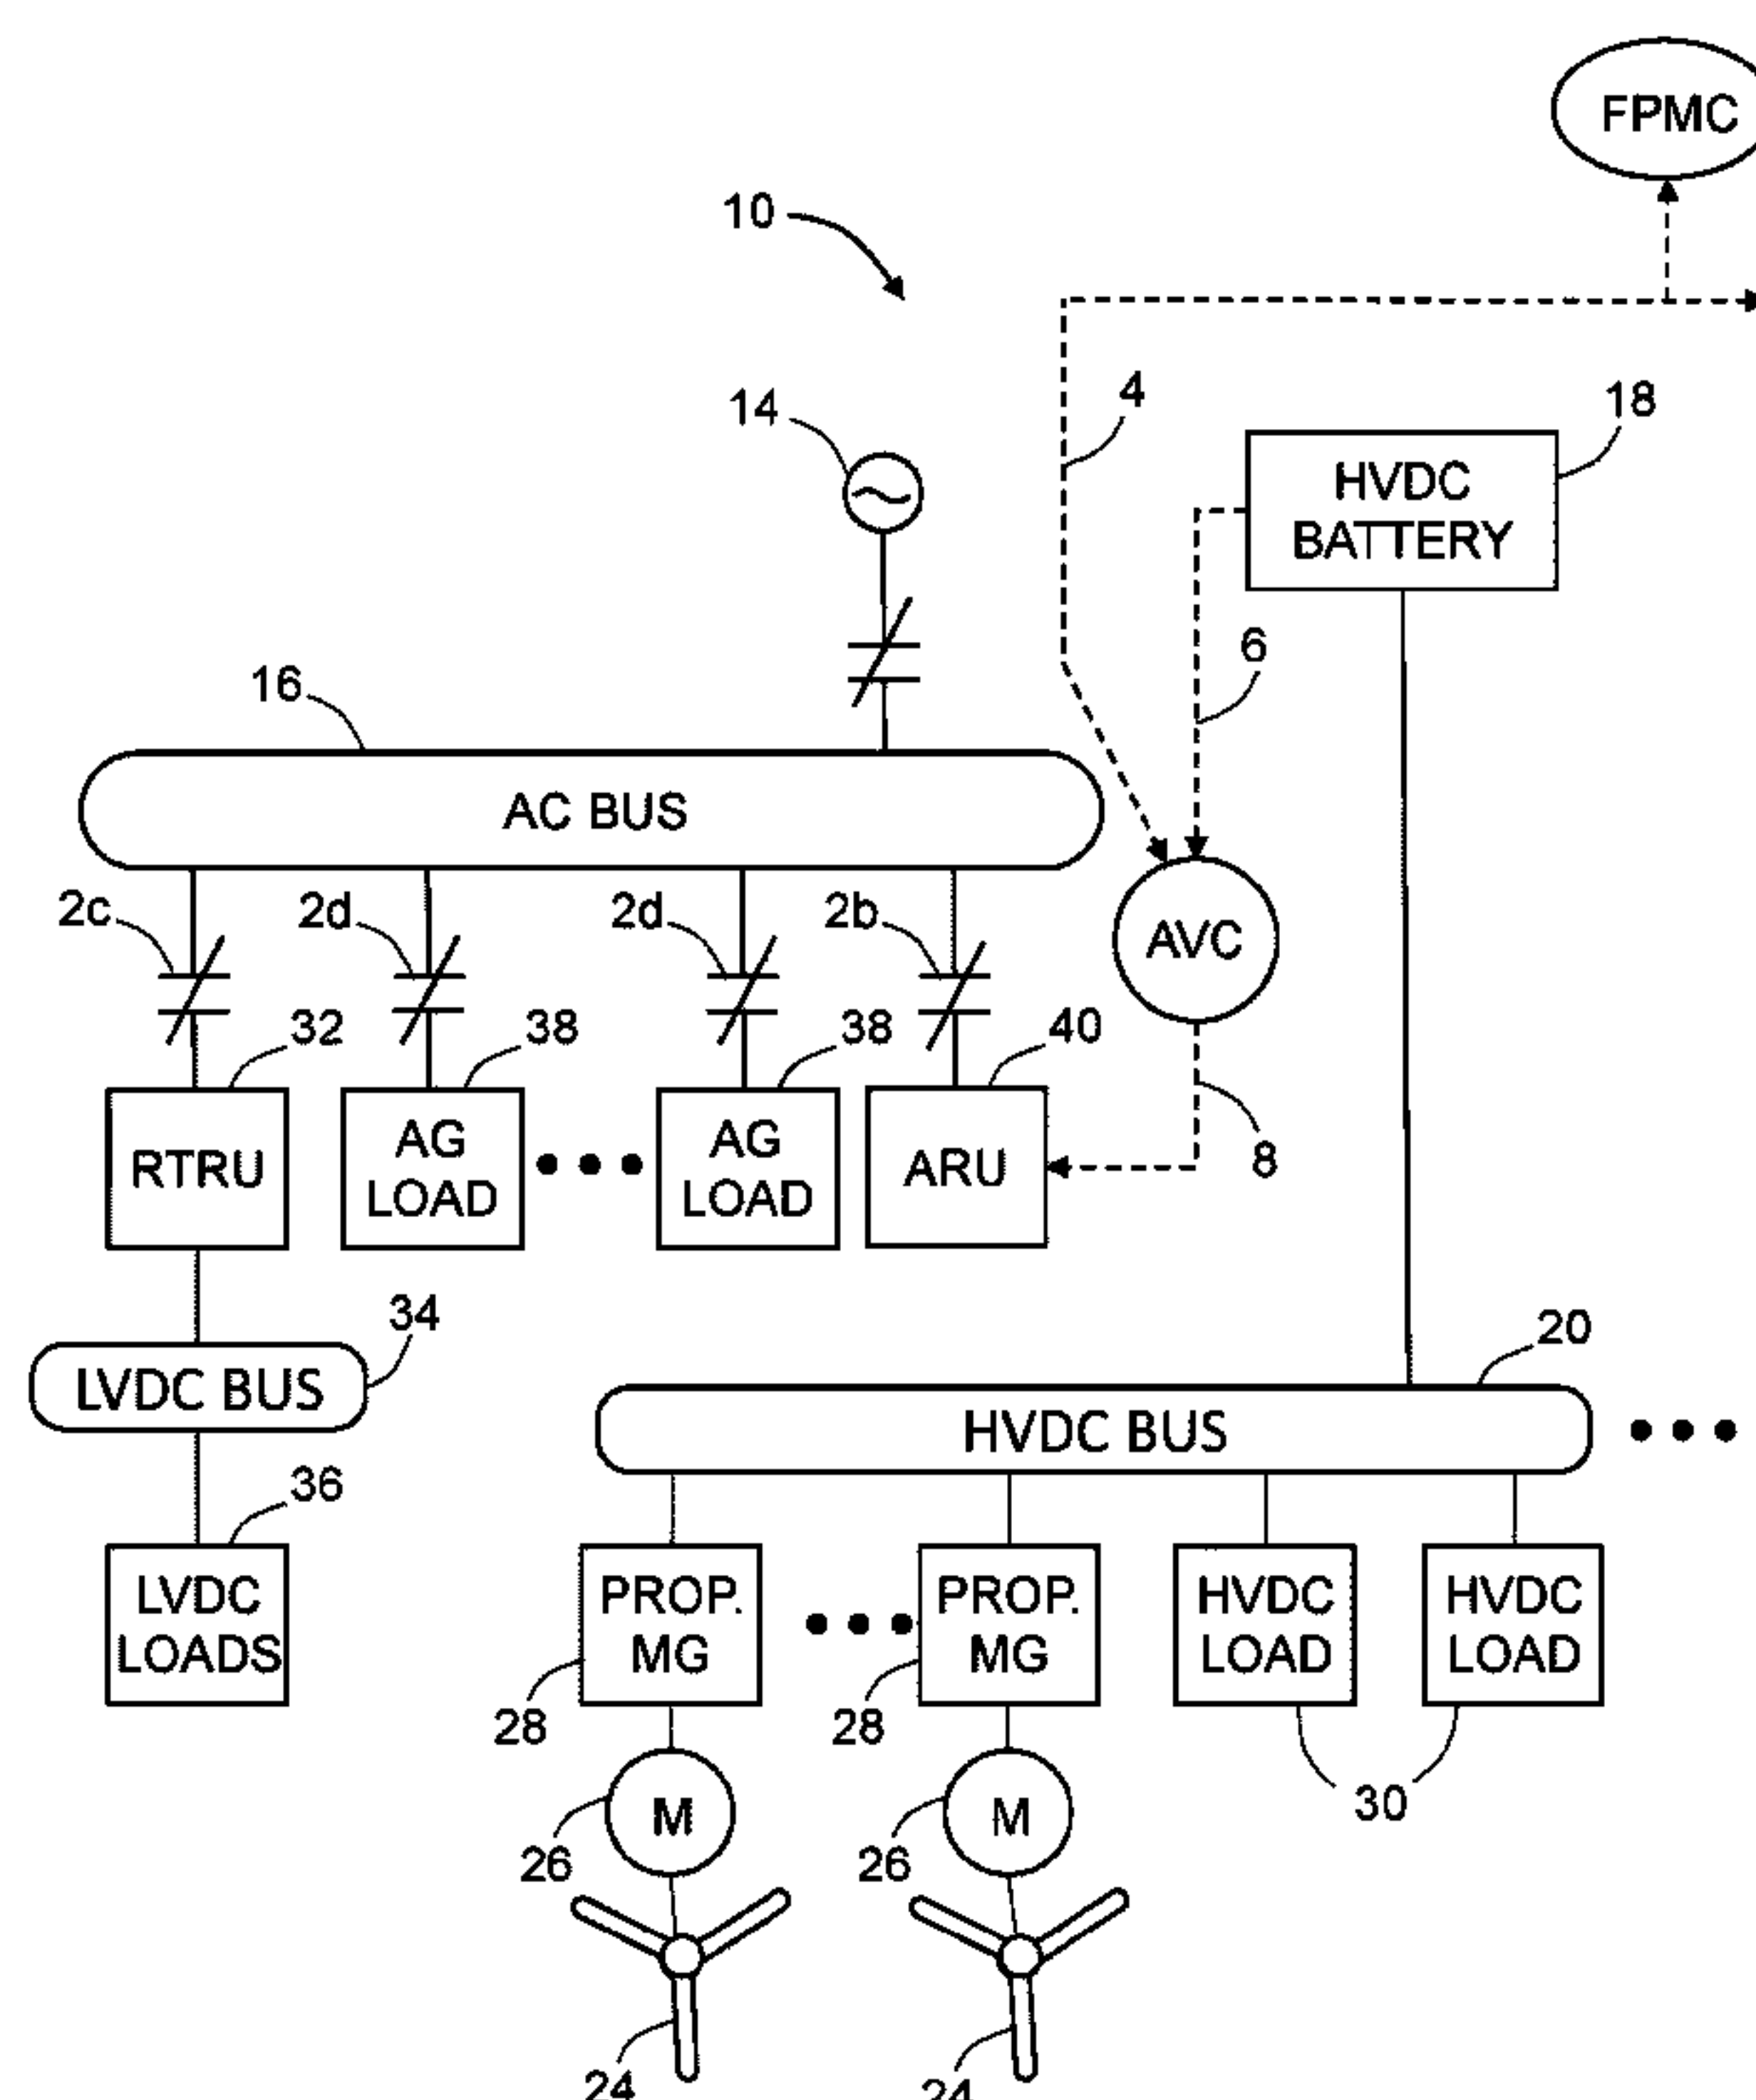 FPMC
10
4
18
14
HVDC
BATTERY
6
16
AC BUS
2c
2d
2d
2b
AVC
32
38
38
40
RTRU
AG
LOAD
AG
LOAD
ARU
8
34
20
LVDC BUS
HVDC BUS
36
LVDC
LOADS
PROP.
MG
PROP.
MG
HVDC
LOAD
HVDC
LOAD
28
28
30
M
M
26
26
24
24